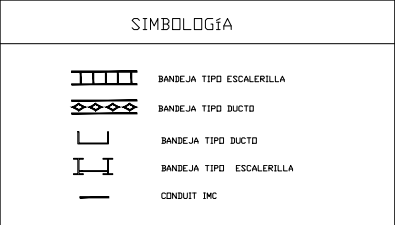 SIMBOLOGíA
BANDEJA TIPO ESCALERILLA
BANDEJA TIPO DUCTO
BANDEJA TIPO DUCTO
BANDEJA TIPO ESCALERILLA
CONDUIT IMC